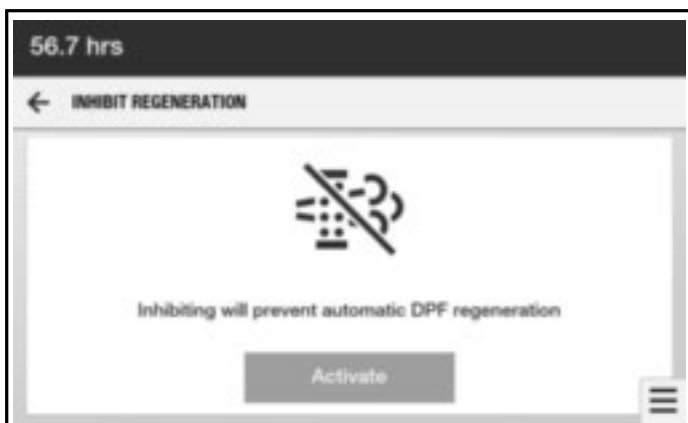 56.7 hrs
INHIBIT REGENERATION
Inhibiting will prevent automatic DPF regeneration
Activate